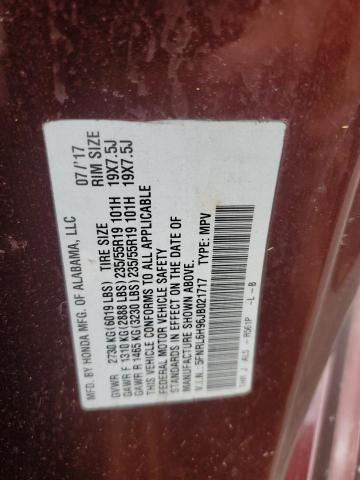 MFD. BY HONDA MFG. OF ALABAMA, LLC 07/'17
TIRE SIZE RIM SIZE
GVWR 2730 KG(6019 LBS)
GAWR F 1310 KG(2888 LBS) 235/55R19 101H 19X7.5J
GAWR R 1465 KG(3230 LBS) 235/55R19 101H 19X7.5J
THIS VEHICLE CONFORMS TO ALL APPLICABLE
FEDERAL MOTOR VEHICLE SAFETY
STANDARDS IN EFFECT ON THE DATE OF
MANUFACTURE SHOWN ABOVE.
V.I.N.: 5FNRL6H96JB021717 TYPE: MPV
THR J ALS - R561P -L-B